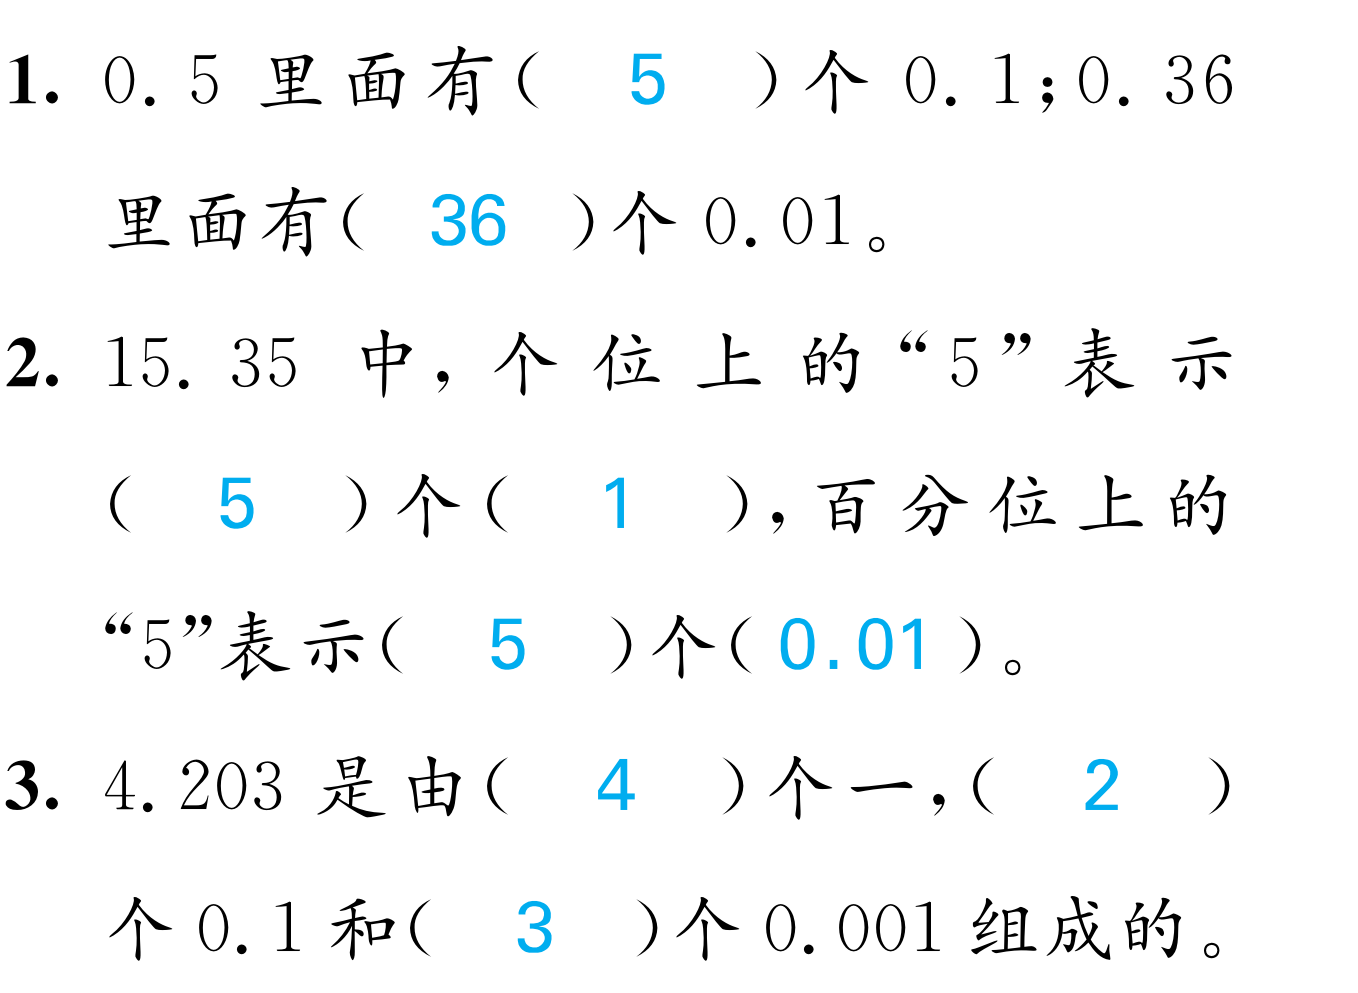 1. 0.5 里面有( 5 )个 0.1;0.36
里面有( 36 )个 0.01。
2. 15.35 中,个位上的“5”表示
( 5 )个( 1 ),百分位上的
“5”表示( 5 )个( 0.01 )。
3. 4.203 是由( 4 )个一,( 2 )
个 0.1 和( 3 )个 0.001 组成的。